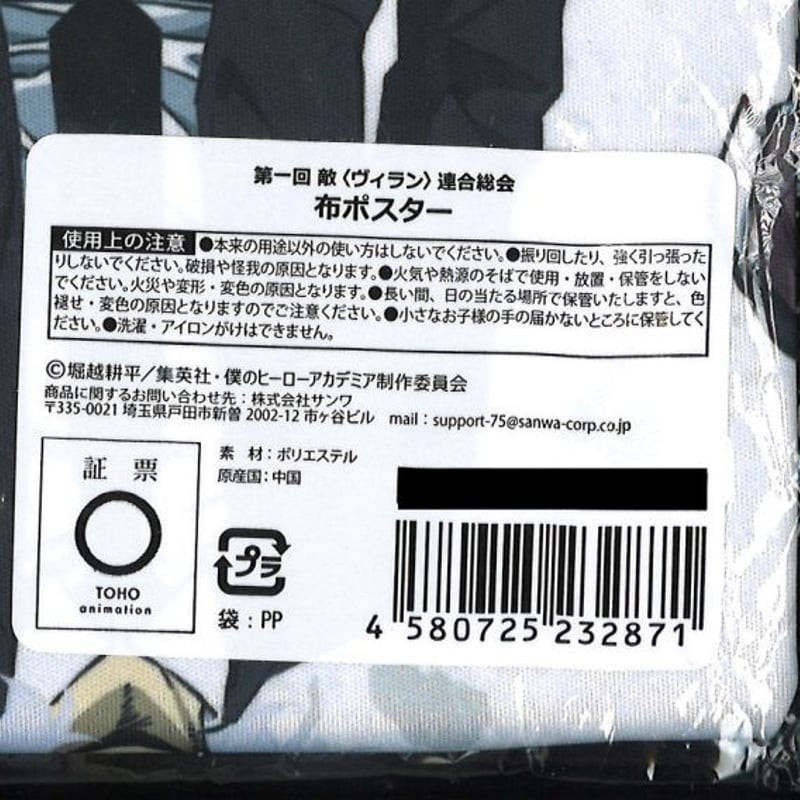 第一回 敵〈ヴィラン〉連合総会
布ポスター
使用上の注意 ●本来の用途以外の使い方はしないでください。●振り回したり、強く引っ張った
りしないでください。破損や怪我の原因となります。●火気や熱源のそばで使用・放置・保管をしない
でください。火災や変形・変色の原因となります。●長い間、日の当たる場所で保管いたしますと、色
褪せ・変色の原因となりますのでご注意ください。●小さなお子様の手の届かないところに保管してく
ださい。●洗濯・アイロンがけはできません。
©堀越耕平／集英社・僕のヒーローアカデミア製作委員会
商品に関するお問い合わせ先：株式会社サンワ
〒335-0021 埼玉県戸田市新曽 2002-12 市ヶ谷ビル mail：support-75@sanwa-corp.co.jp
証票
TOHO
animation
素 材：ポリエステル
原産国：中国
プラ
袋：PP
4 580725 232871